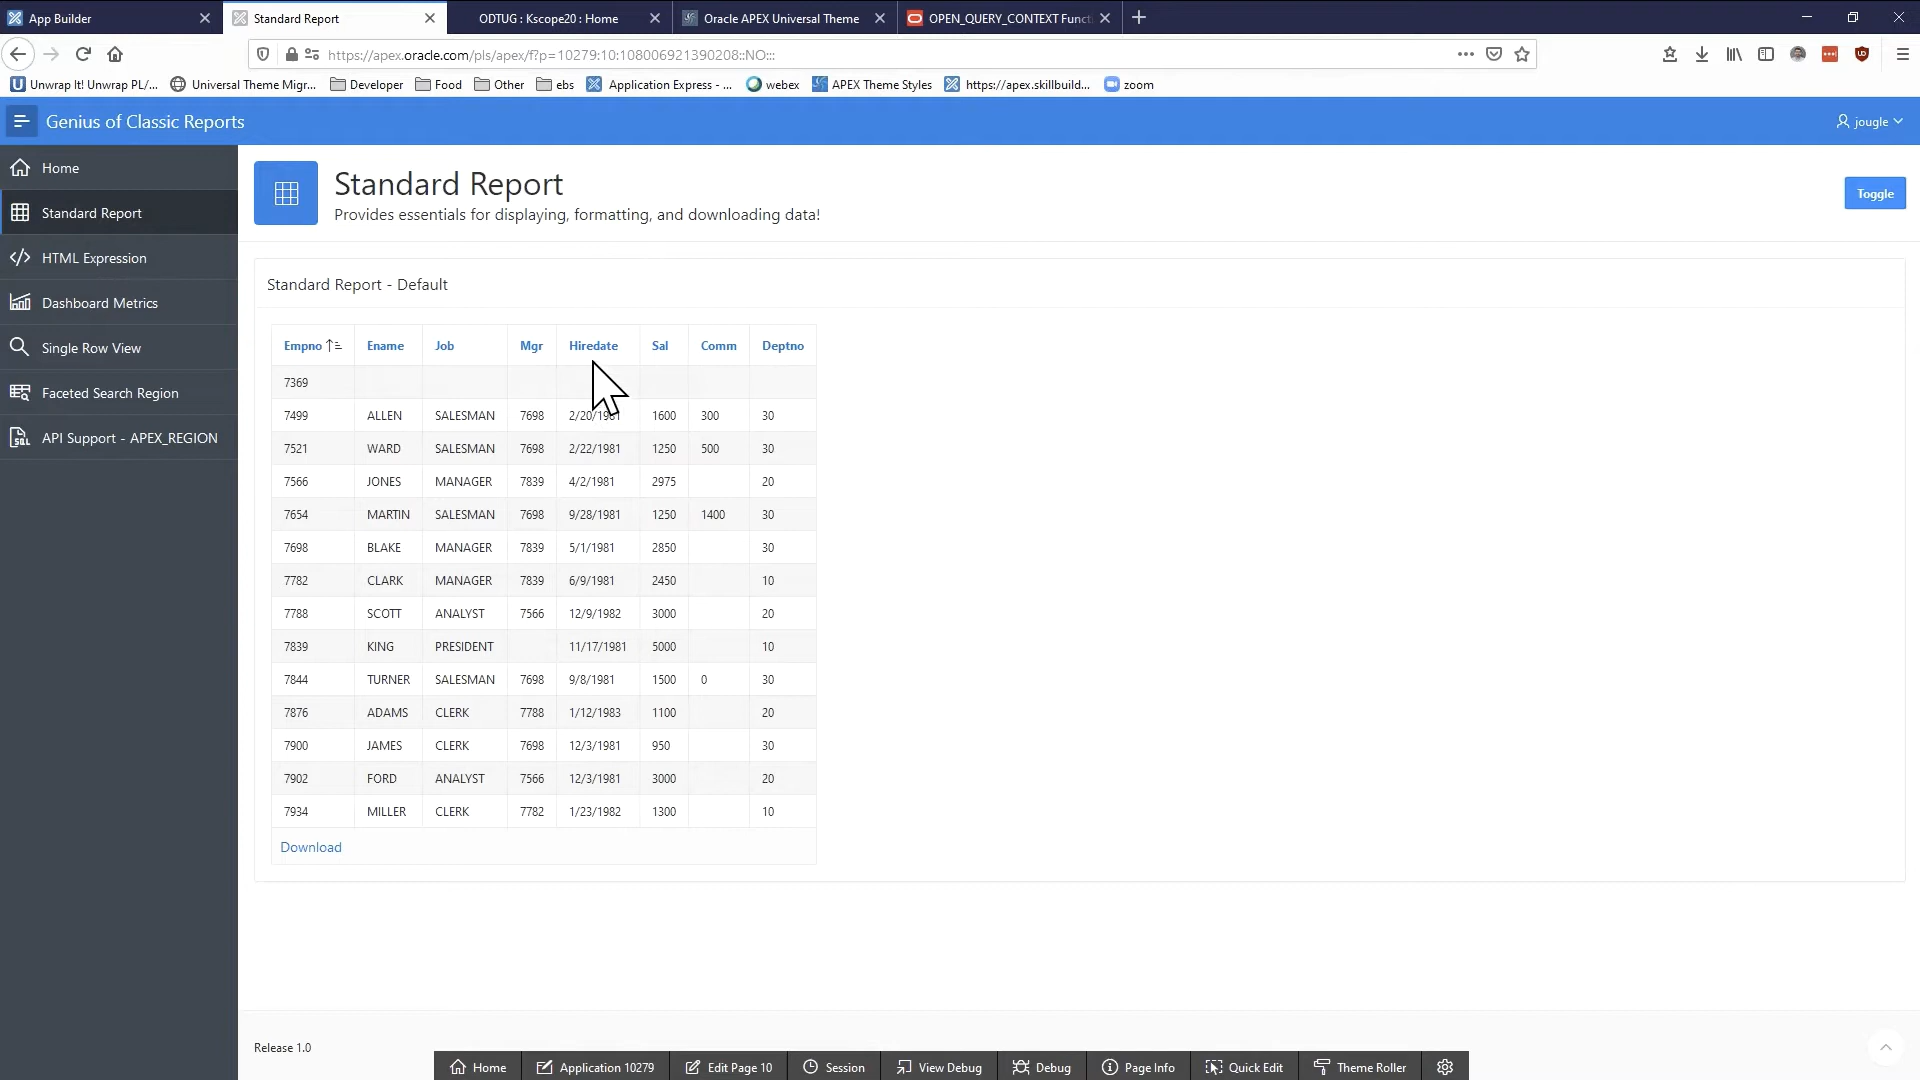 App Builder
Standard Report
ODTUG : Kscope20 : Home
Oracle APEX Universal Theme
OPEN_QUERY_CONTEXT Functi
https://apex.oracle.com/pls/apex/f?p=10279:10:108006921390208::NO:::
Unwrap It! Unwrap PL/...
Universal Theme Migr...
Developer
Food
Other
ebs
Application Express - ...
webex
APEX Theme Styles
https://apex.skillbuild...
zoom
Genius of Classic Reports
jougle
Home
Standard Report
HTML Expression
Dashboard Metrics
Single Row View
Faceted Search Region
API Support - APEX_REGION
Standard Report
Provides essentials for displaying, formatting, and downloading data!
Toggle
Standard Report - Default
Empno Ename Job Mgr Hiredate Sal Comm Deptno
7369
7499 ALLEN SALESMAN 7698 2/20/1981 1600 300 30
7521 WARD SALESMAN 7698 2/22/1981 1250 500 30
7566 JONES MANAGER 7839 4/2/1981 2975 20
7654 MARTIN SALESMAN 7698 9/28/1981 1250 1400 30
7698 BLAKE MANAGER 7839 5/1/1981 2850 30
7782 CLARK MANAGER 7839 6/9/1981 2450 10
7788 SCOTT ANALYST 7566 12/9/1982 3000 20
7839 KING PRESIDENT 11/17/1981 5000 10
7844 TURNER SALESMAN 7698 9/8/1981 1500 0 30
7876 ADAMS CLERK 7788 1/12/1983 1100 20
7900 JAMES CLERK 7698 12/3/1981 950 30
7902 FORD ANALYST 7566 12/3/1981 3000 20
7934 MILLER CLERK 7782 1/23/1982 1300 10
Download
Release 1.0
Home
Application 10279
Edit Page 10
Session
View Debug
Debug
Page Info
Quick Edit
Theme Roller